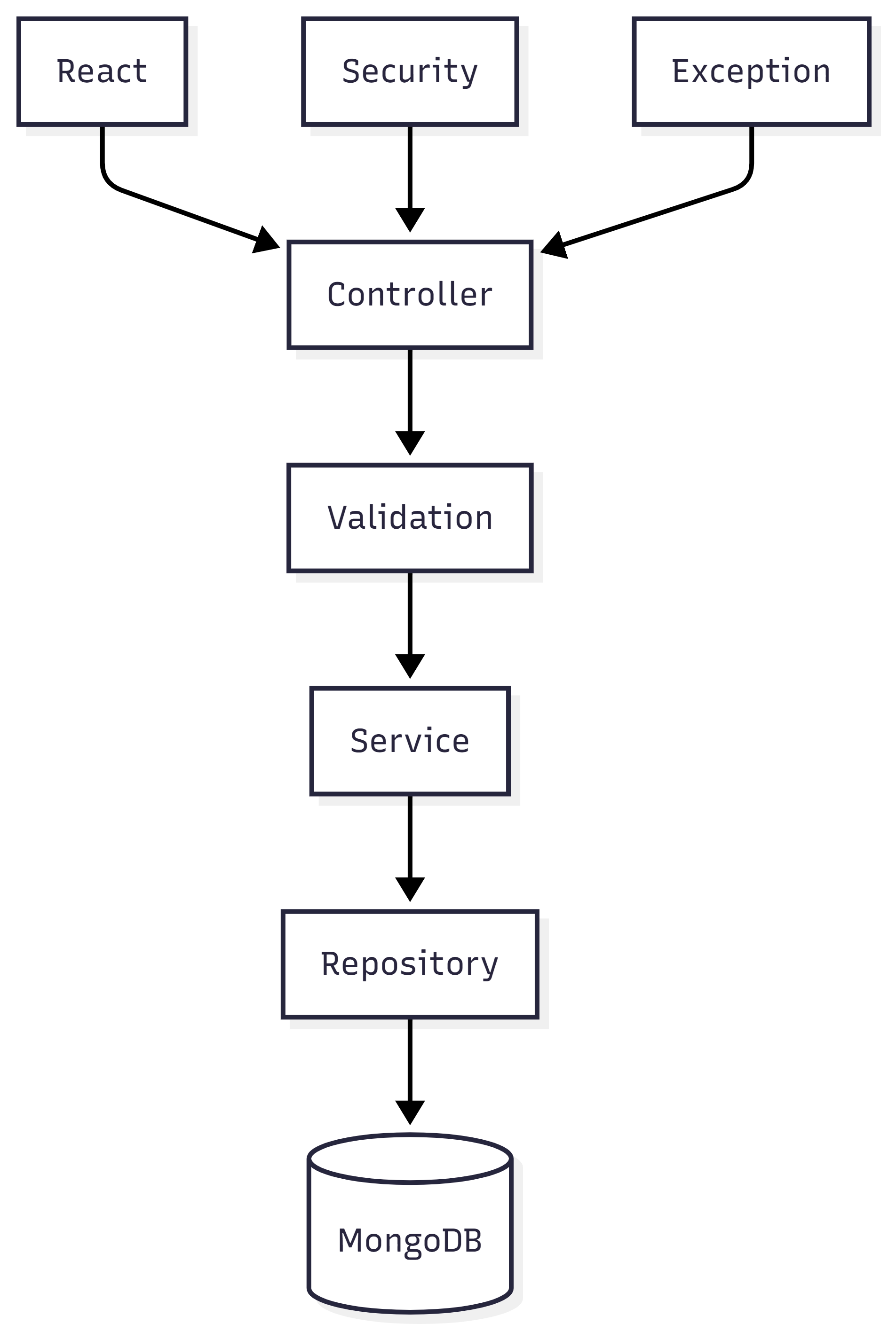 React
Security
Exception
Controller
Validation
Service
Repository
MongoDB